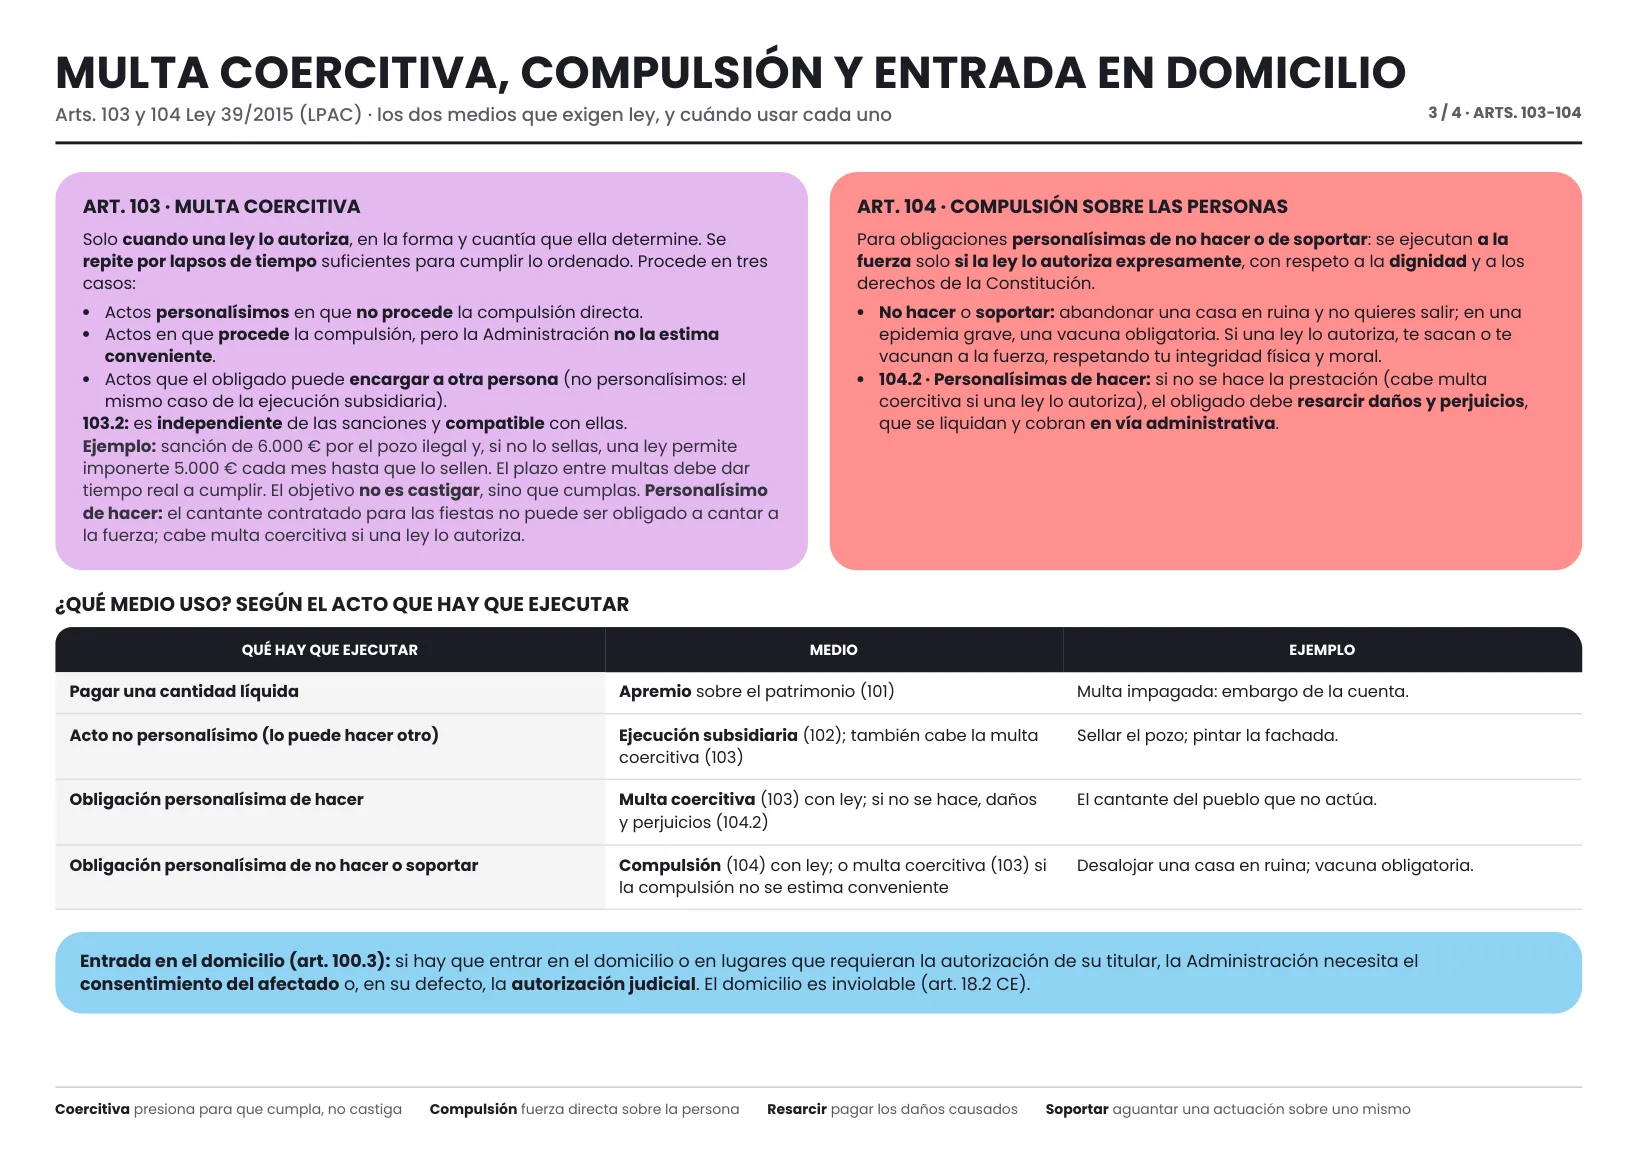 MULTA COERCITIVA, COMPULSIÓN Y ENTRADA EN DOMICILIO
Arts. 103 y 104 Ley 39/2015 (LPAC) · los dos medios que exigen ley, y cuándo usar cada uno
3 / 4 · ARTS. 103-104
ART. 103 · MULTA COERCITIVA
Solo cuando una ley lo autoriza, en la forma y cuantía que ella determine. Se
repite por lapsos de tiempo suficientes para cumplir lo ordenado. Procede en tres
casos:
• Actos personalísimos en que no procede la compulsión directa.
• Actos en que procede la compulsión, pero la Administración no la estima
conveniente.
• Actos que el obligado puede encargar a otra persona (no personalísimos: el
mismo caso de la ejecución subsidiaria).
103.2: es independiente de las sanciones y compatible con ellas.
Ejemplo: sanción de 6.000 € por el pozo ilegal y, si no lo sellas, una ley permite
imponerte 5.000 € cada mes hasta que lo sellen. El plazo entre multas debe dar
tiempo real a cumplir. El objetivo no es castigar, sino que cumplas. Personalísimo
de hacer: el cantante contratado para las fiestas no puede ser obligado a cantar a
la fuerza; cabe multa coercitiva si una ley lo autoriza.
ART. 104 · COMPULSIÓN SOBRE LAS PERSONAS
Para obligaciones personalísimas de no hacer o de soportar: se ejecutan a la
fuerza solo si la ley lo autoriza expresamente, con respeto a la dignidad y a los
derechos de la Constitución.
• No hacer o soportar: abandonar una casa en ruina y no quieres salir; en una
epidemia grave, una vacuna obligatoria. Si una ley lo autoriza, te sacan o te
vacunan a la fuerza, respetando tu integridad física y moral.
• 104.2 · Personalísimas de hacer: si no se hace la prestación (cabe multa
coercitiva si una ley lo autoriza), el obligado debe resarcir daños y perjuicios,
que se liquidan y cobran en vía administrativa.
¿QUÉ MEDIO USO? SEGÚN EL ACTO QUE HAY QUE EJECUTAR
QUÉ HAY QUE EJECUTAR MEDIO EJEMPLO
Pagar una cantidad líquida Apremio sobre el patrimonio (101) Multa impagada: embargo de la cuenta.
Acto no personalísimo (lo puede hacer otro) Ejecución subsidiaria (102); también cabe la multa Sellar el pozo; pintar la fachada.
coercitiva (103)
Obligación personalísima de hacer Multa coercitiva (103) con ley; si no se hace, daños El cantante del pueblo que no actúa.
y perjuicios (104.2)
Obligación personalísima de no hacer o soportar Compulsión (104) con ley; o multa coercitiva (103) si Desalojar una casa en ruina; vacuna obligatoria.
la compulsión no se estima conveniente
Entrada en el domicilio (art. 100.3): si hay que entrar en el domicilio o en lugares que requieran la autorización de su titular, la Administración necesita el
consentimiento del afectado o, en su defecto, la autorización judicial. El domicilio es inviolable (art. 18.2 CE).
Coercitiva presiona para que cumpla, no castiga Compulsión fuerza directa sobre la persona Resarcir pagar los daños causados Soportar aguantar una actuación sobre uno mismo